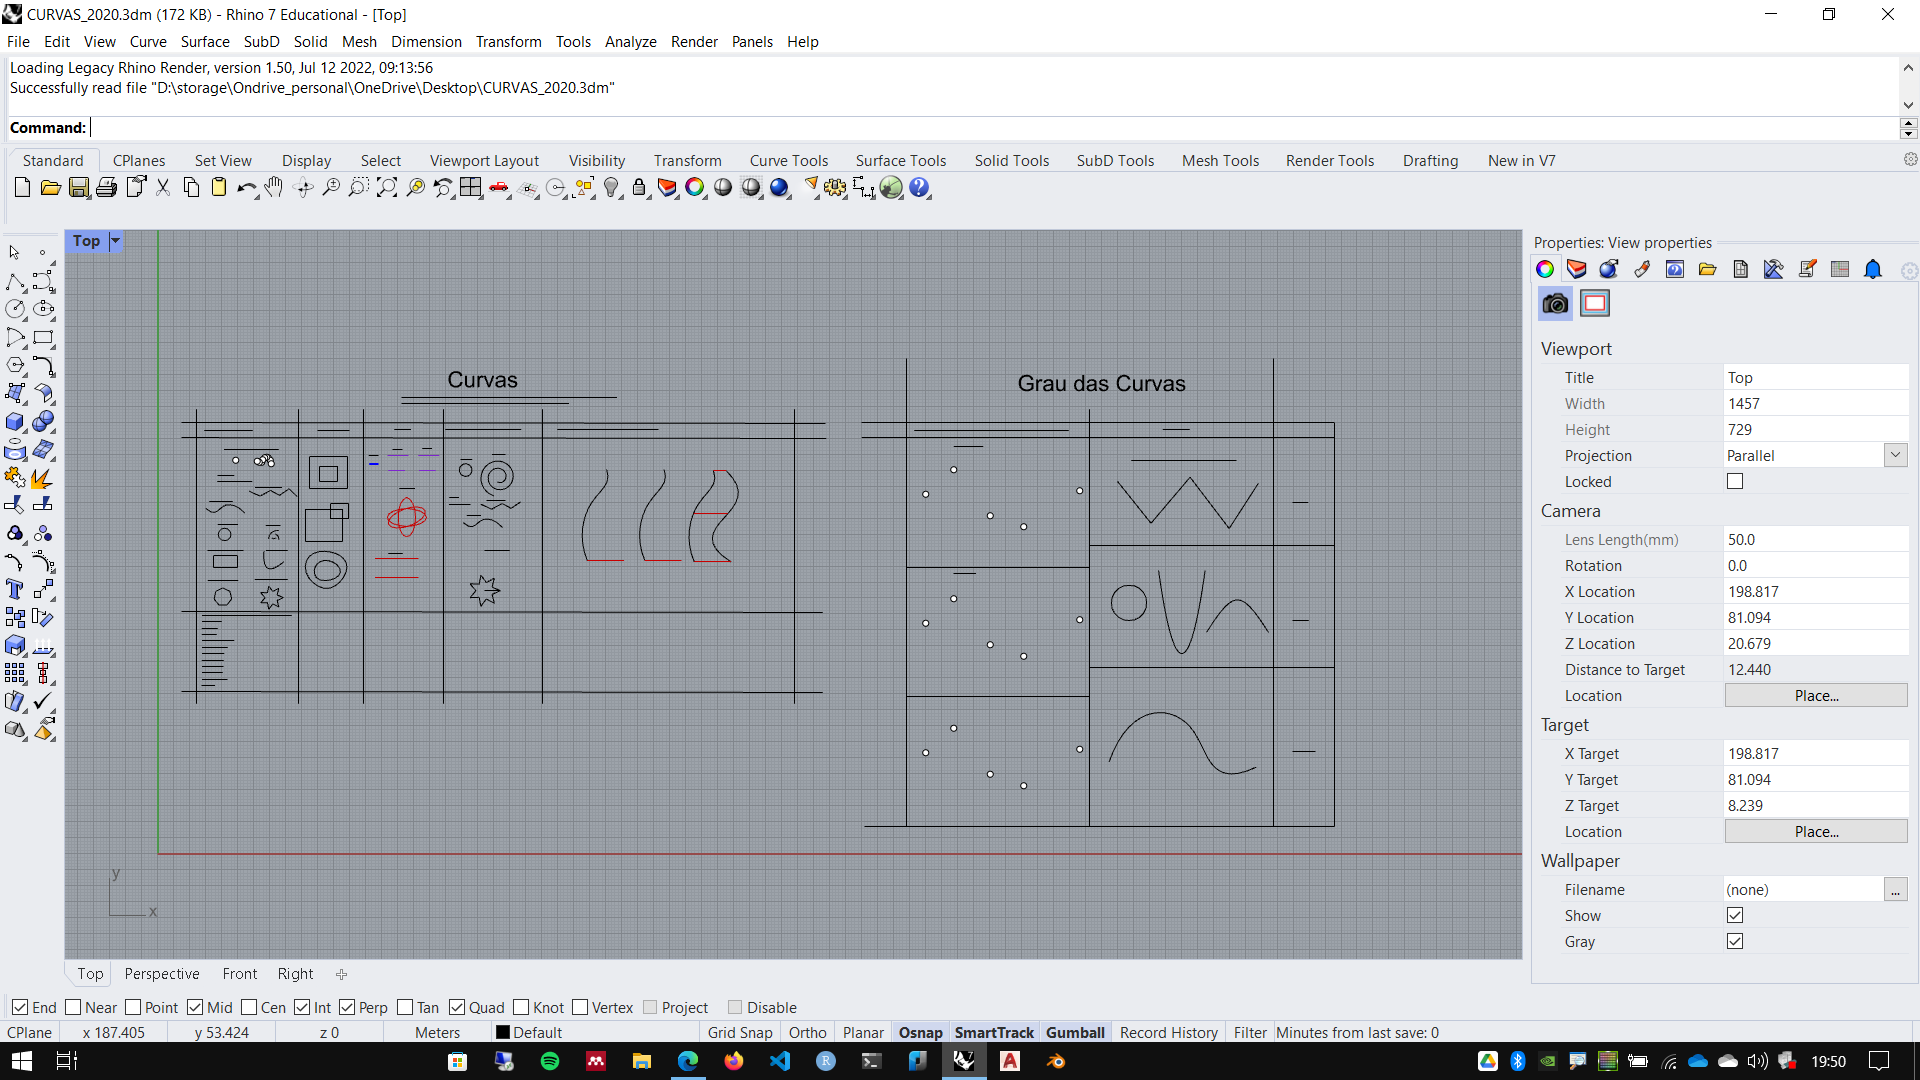 CURVAS_2020.3dm (172 KB) - Rhino 7 Educational - [Top]
File Edit View Curve Surface SubD Solid Mesh Dimension Transform Tools Analyze Render Panels Help
Loading Legacy Rhino Render, version 1.50, Jul 12 2022, 09:13:56
Successfully read file "D:\storage\Ondrive_personal\OneDrive\Desktop\CURVAS_2020.3dm"
Command:
Standard CPlanes Set View Display Select Viewport Layout Visibility Transform Curve Tools Surface Tools Solid Tools SubD Tools Mesh Tools Render Tools Drafting New in V7
Top
Curvas
Grau das Curvas
y
x
Properties: View properties
Viewport
Title Top
Width 1457
Height 729
Projection Parallel
Locked
Camera
Lens Length(mm) 50.0
Rotation 0.0
X Location 198.817
Y Location 81.094
Z Location 20.679
Distance to Target 12.440
Location Place...
Target
X Target 198.817
Y Target 81.094
Z Target 8.239
Location Place...
Wallpaper
Filename (none) ...
Show
Gray
Top Perspective Front Right
End Near Point Mid Cen Int Perp Tan Quad Knot Vertex Project Disable
CPlane x 187.405 y 53.424 z 0 Meters Default Grid Snap Ortho Planar Osnap SmartTrack Gumball Record History Filter Minutes from last save: 0
19:50